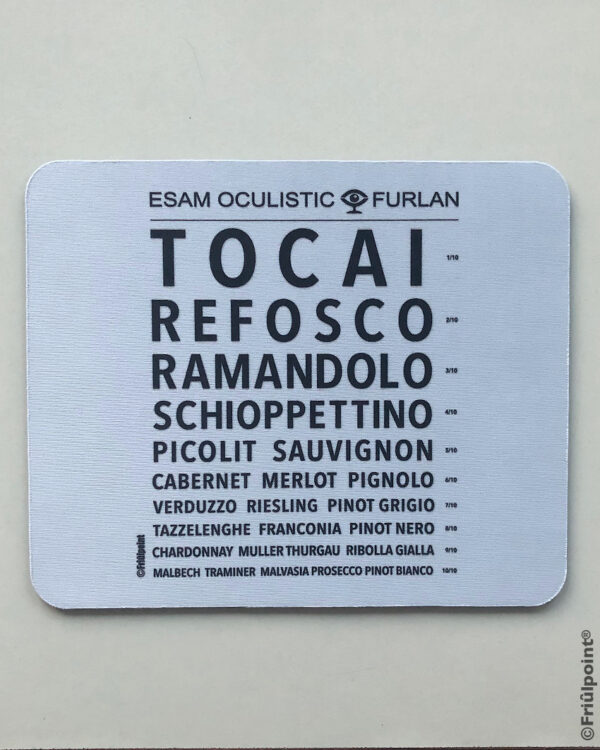 ESAM OCULISTIC FURLAN
TOCAI 1/10
REFOSCO 2/10
RAMANDOLO 3/10
SCHIOPPETTINO 4/10
PICOLIT SAUVIGNON 5/10
CABERNET MERLOT PIGNOLO 6/10
VERDUZZO RIESLING PINOT GRIGIO 7/10
TAZZELENGHE FRANCONIA PINOT NERO 8/10
CHARDONNAY MULLER THURGAU RIBOLLA GIALLA 9/10
MALBECH TRAMINER MALVASIA PROSECCO PINOT BIANCO 10/10
©Friûlpoint
©Friûlpoint®